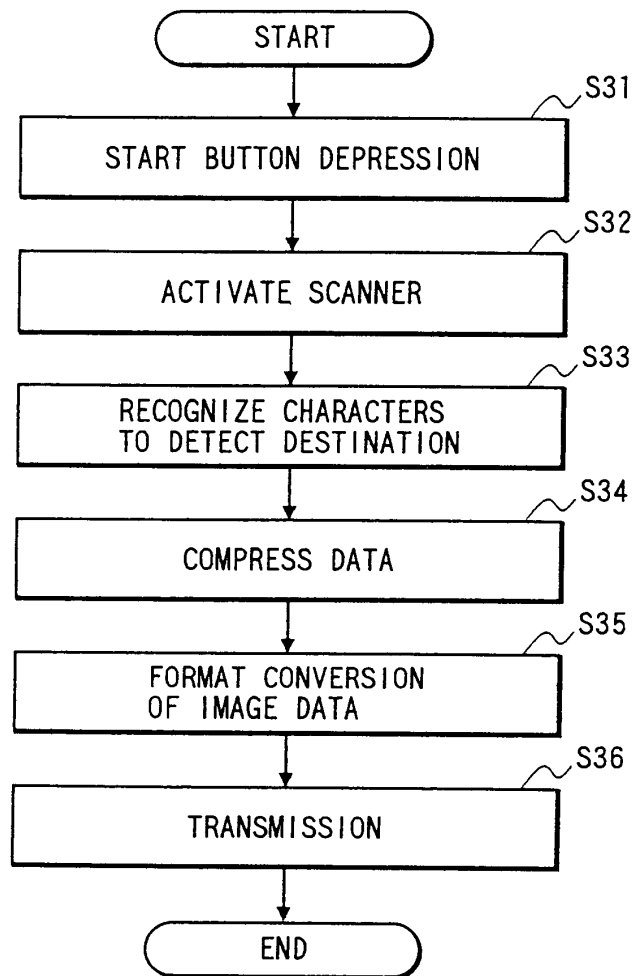 START
S31
START BUTTON DEPRESSION
S32
ACTIVATE SCANNER
S33
RECOGNIZE CHARACTERS
TO DETECT DESTINATION
S34
COMPRESS DATA
S35
FORMAT CONVERSION
OF IMAGE DATA
S36
TRANSMISSION
END